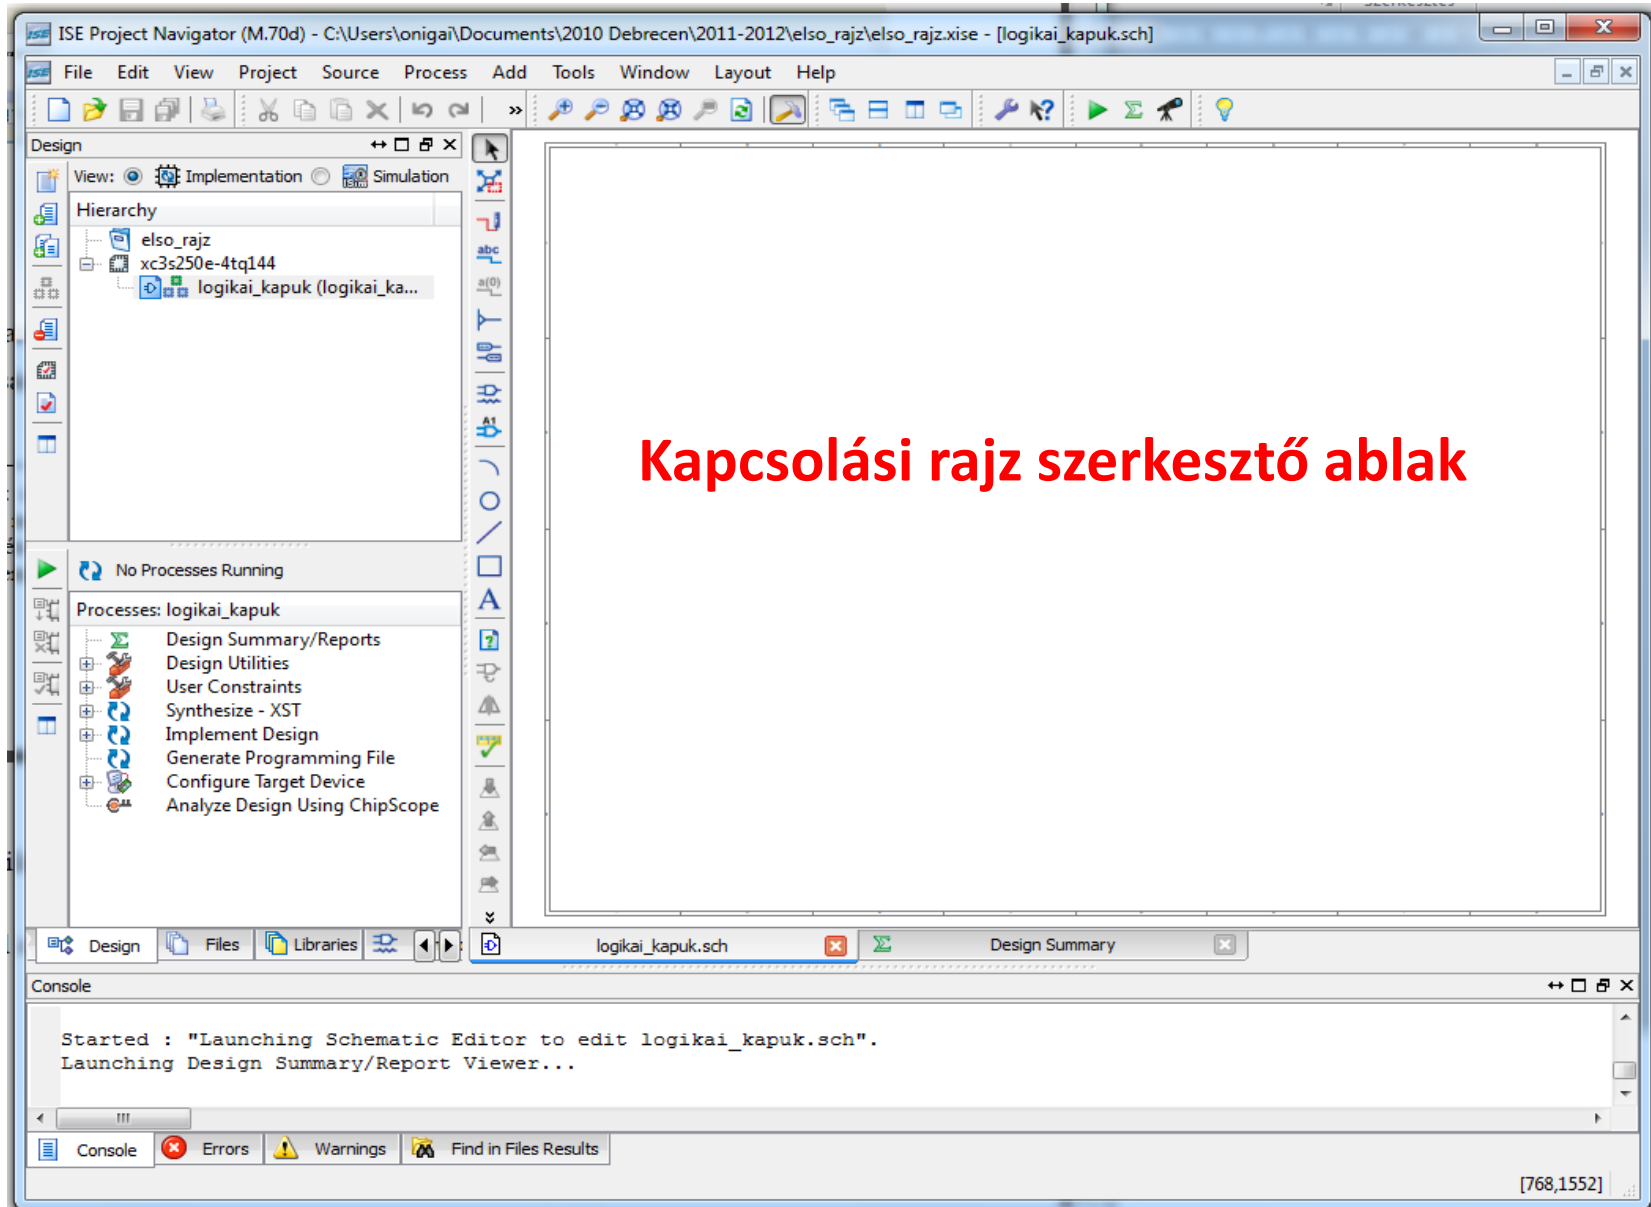 ISE Project Navigator (M.70d) - C:\Users\onigai\Documents\2010 Debrecen\2011-2012\elso_rajz\elso_rajz.xise - [logikai_kapuk.sch]
File Edit View Project Source Process Add Tools Window Layout Help
Design
View: Implementation Simulation
Hierarchy
elso_rajz
xc3s250e-4tq144
logikai_kapuk (logikai_ka...
No Processes Running
Processes: logikai_kapuk
Design Summary/Reports
Design Utilities
User Constraints
Synthesize - XST
Implement Design
Generate Programming File
Configure Target Device
Analyze Design Using ChipScope
abc
a(0)
A1
A
Kapcsolási rajz szerkesztő ablak
Design Files Libraries
logikai_kapuk.sch Design Summary
Console
Started : "Launching Schematic Editor to edit logikai_kapuk.sch".
Launching Design Summary/Report Viewer...
Console Errors Warnings Find in Files Results
[768,1552]